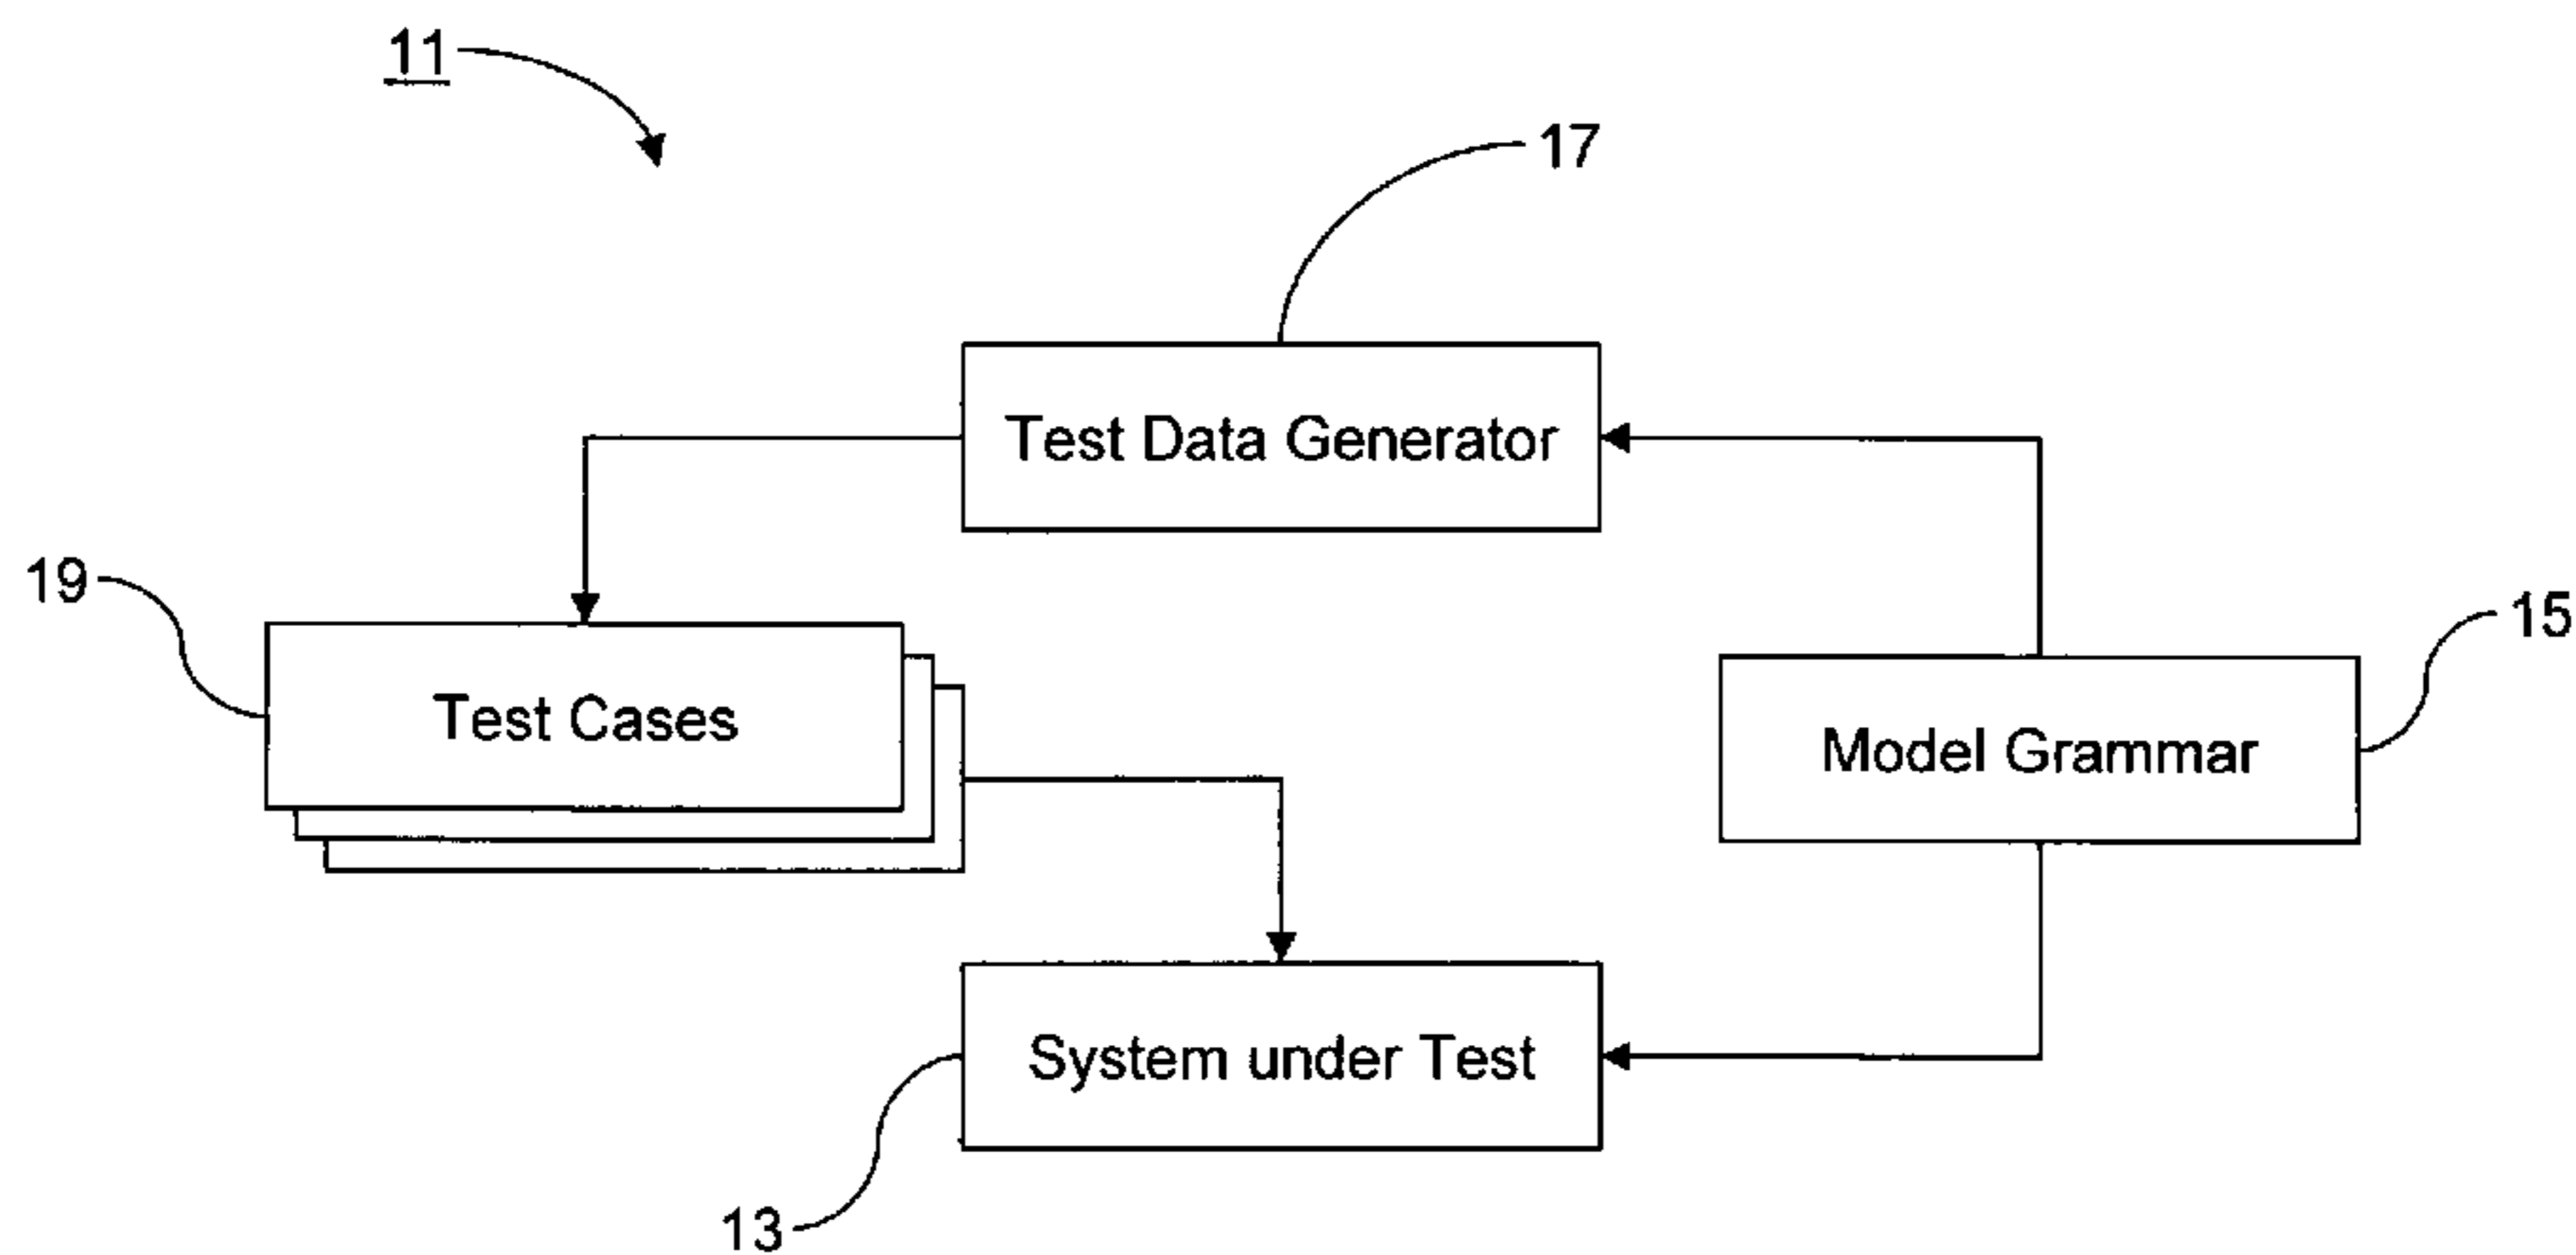 11
17
Test Data Generator
19
15
Test Cases
Model Grammar
System under Test
13